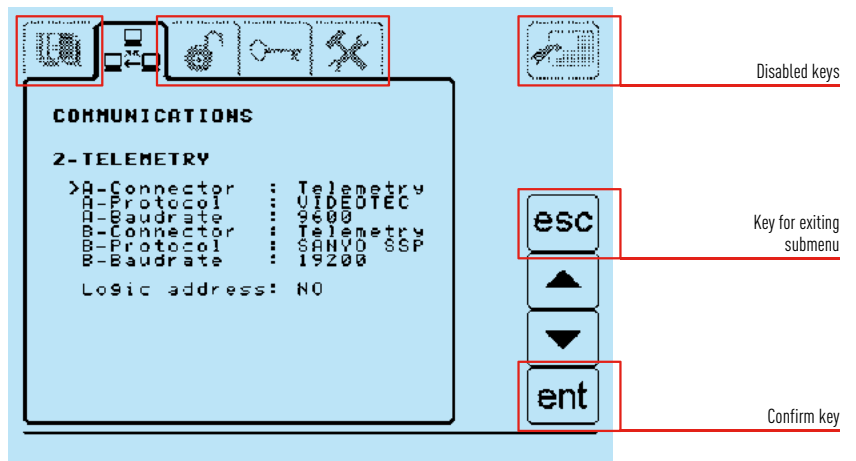 Disabled keys
COMMUNICATIONS
2-TELEMETRY
>A-Connector : Telemetry
A-Protocol : VIDEOTEC
A-Baudrate : 9600
B-Connector : Telemetry
B-Protocol : SANYO SSP
B-Baudrate : 19200
Logic address: NO
esc
Key for exiting
submenu
ent
Confirm key